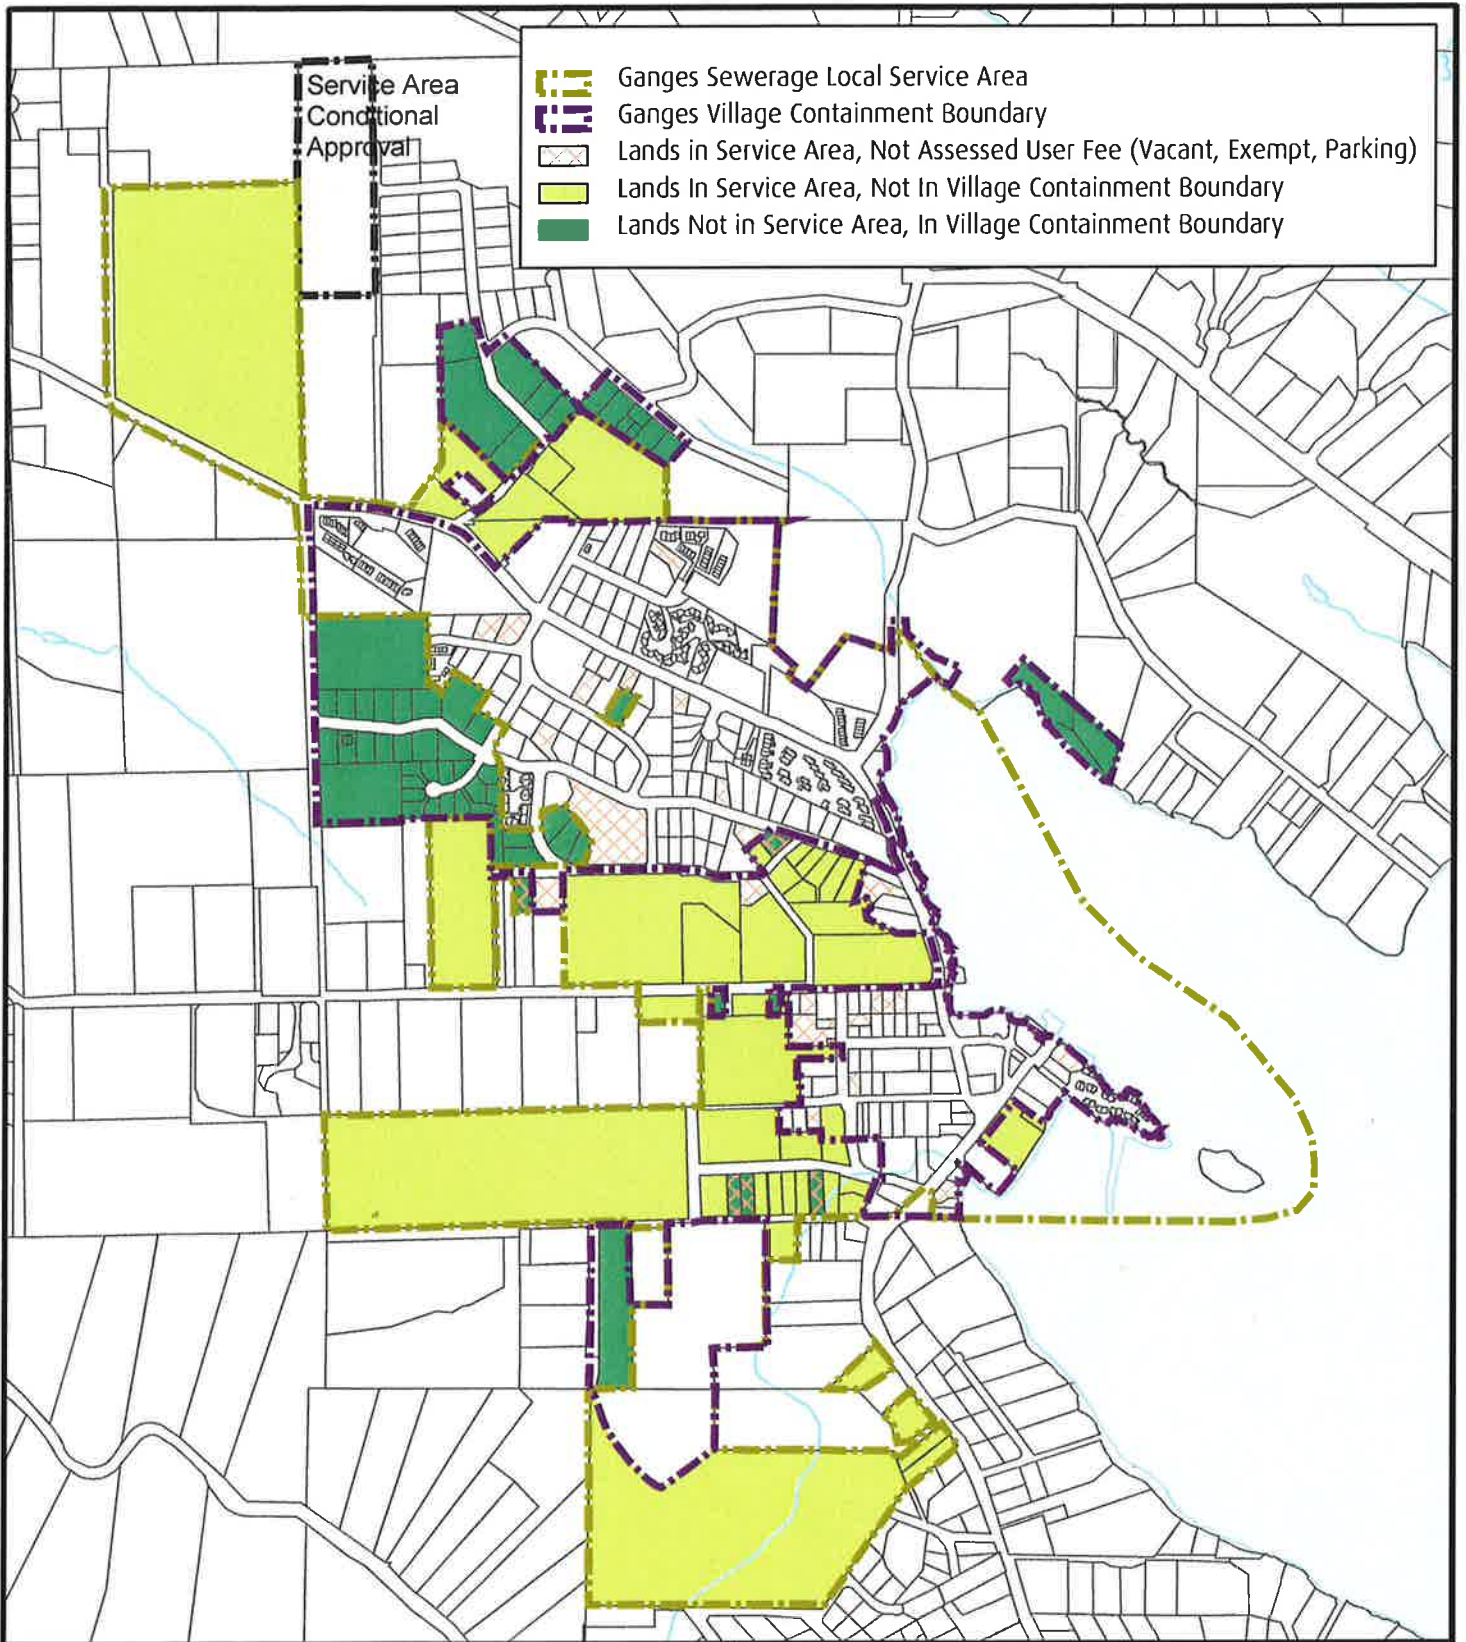 Service Area
Conditional
Approval
Ganges Sewerage Local Service Area
Ganges Village Containment Boundary
Lands in Service Area, Not Assessed User Fee (Vacant, Exempt, Parking)
Lands In Service Area, Not In Village Containment Boundary
Lands Not in Service Area, In Village Containment Boundary